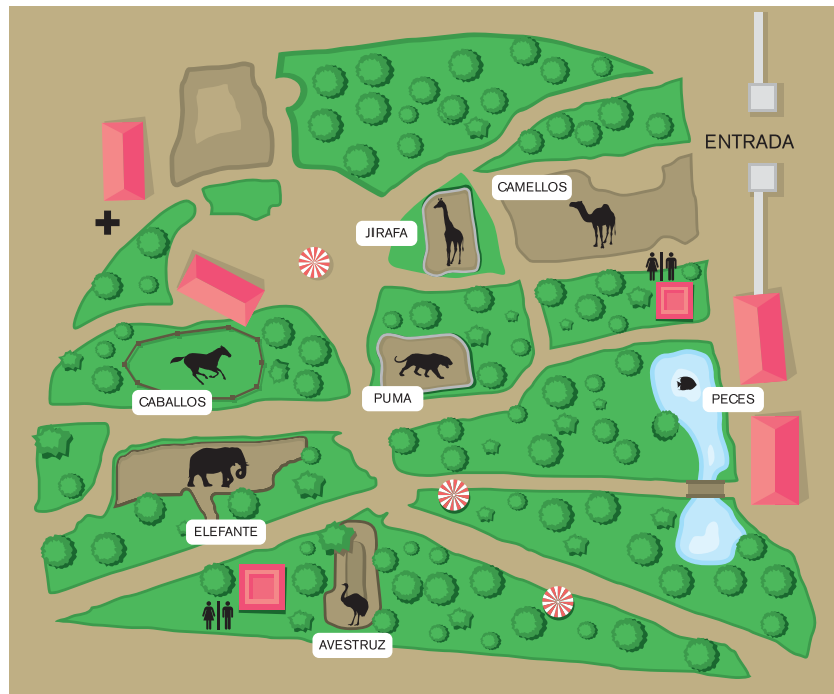 ENTRADA
CAMELLOS
JIRAFA
PUMA
PECES
CABALLOS
ELEFANTE
AVESTRUZ